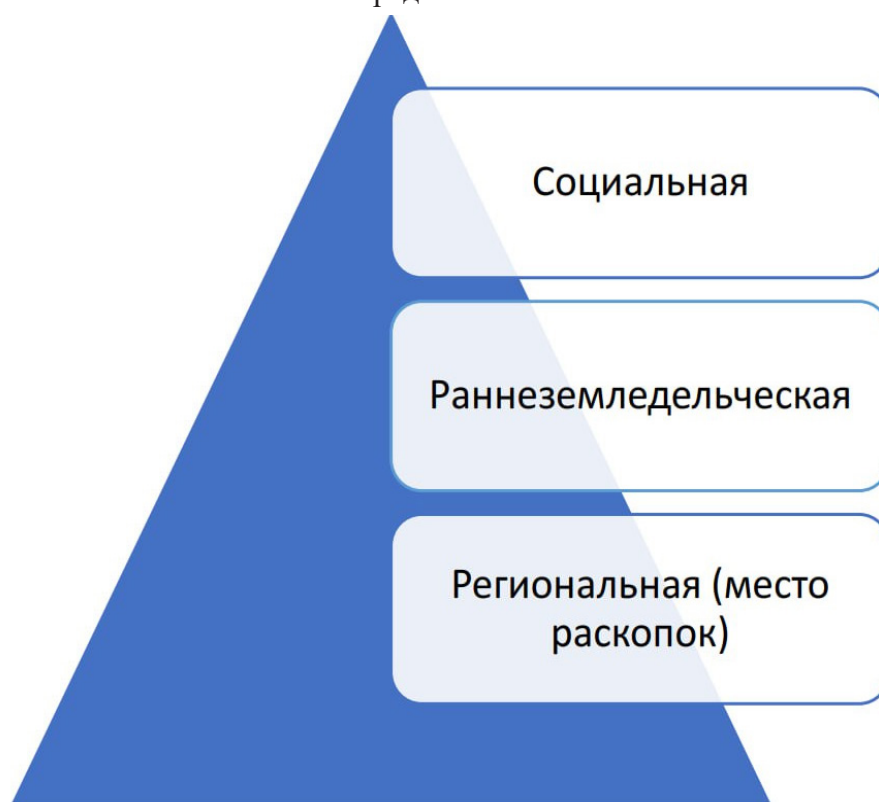 Социальная
Раннеземледельческая
Региональная (место
раскопок)